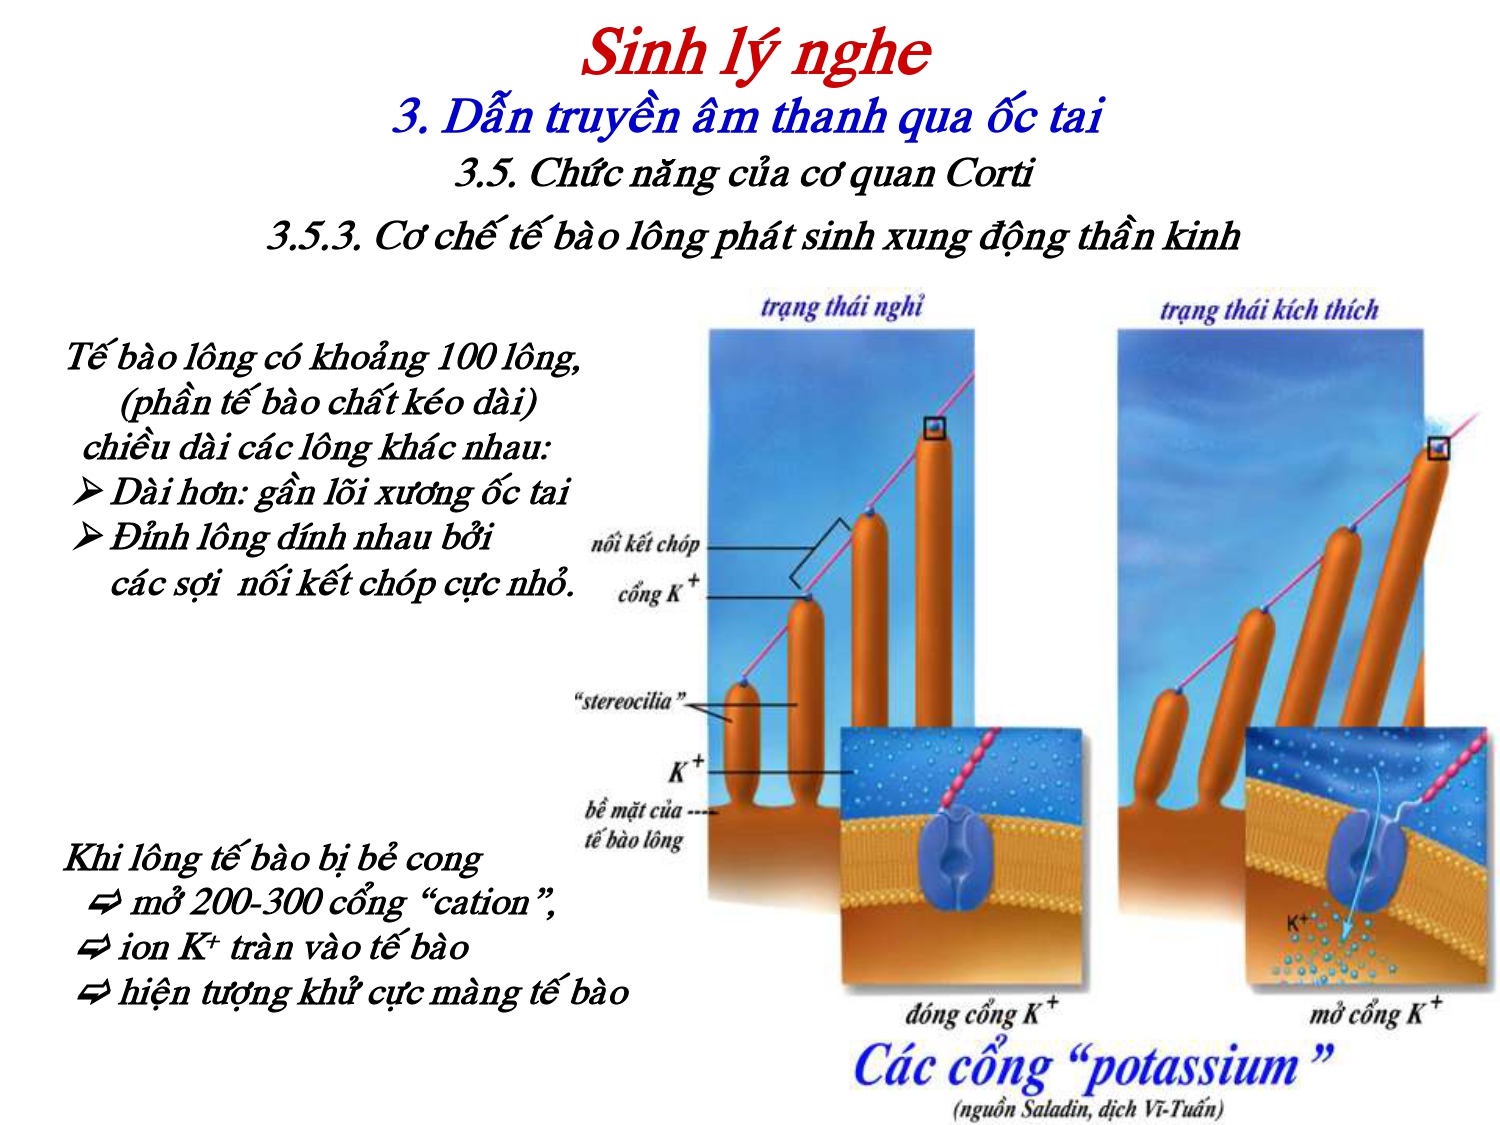 Sinh lý nghe
3. Dẫn truyền âm thanh qua ốc tai
3.5. Chức năng của cơ quan Corti
3.5.3. Cơ chế tế bào lông phát sinh xung động thần kinh
Tế bào lông có khoảng 100 lông,
(phần tế bào chất kéo dài)
chiều dài các lông khác nhau:
➢ Dài hơn: gần lõi xương ốc tai
➢ Đỉnh lông dính nhau bởi
các sợi nối kết chóp cực nhỏ.
Khi lông tế bào bị bẻ cong
⇨ mở 200-300 cổng “cation”,
⇨ ion K⁺ tràn vào tế bào
⇨ hiện tượng khử cực màng tế bào
trạng thái nghỉ
trạng thái kích thích
nối kết chóp
cổng K⁺
“stereocilia”
K⁺
bề mặt của
tế bào lông
K⁺
đóng cổng K⁺
mở cổng K⁺
Các cổng “potassium”
(nguồn Saladin, dịch Vĩ-Tuấn)